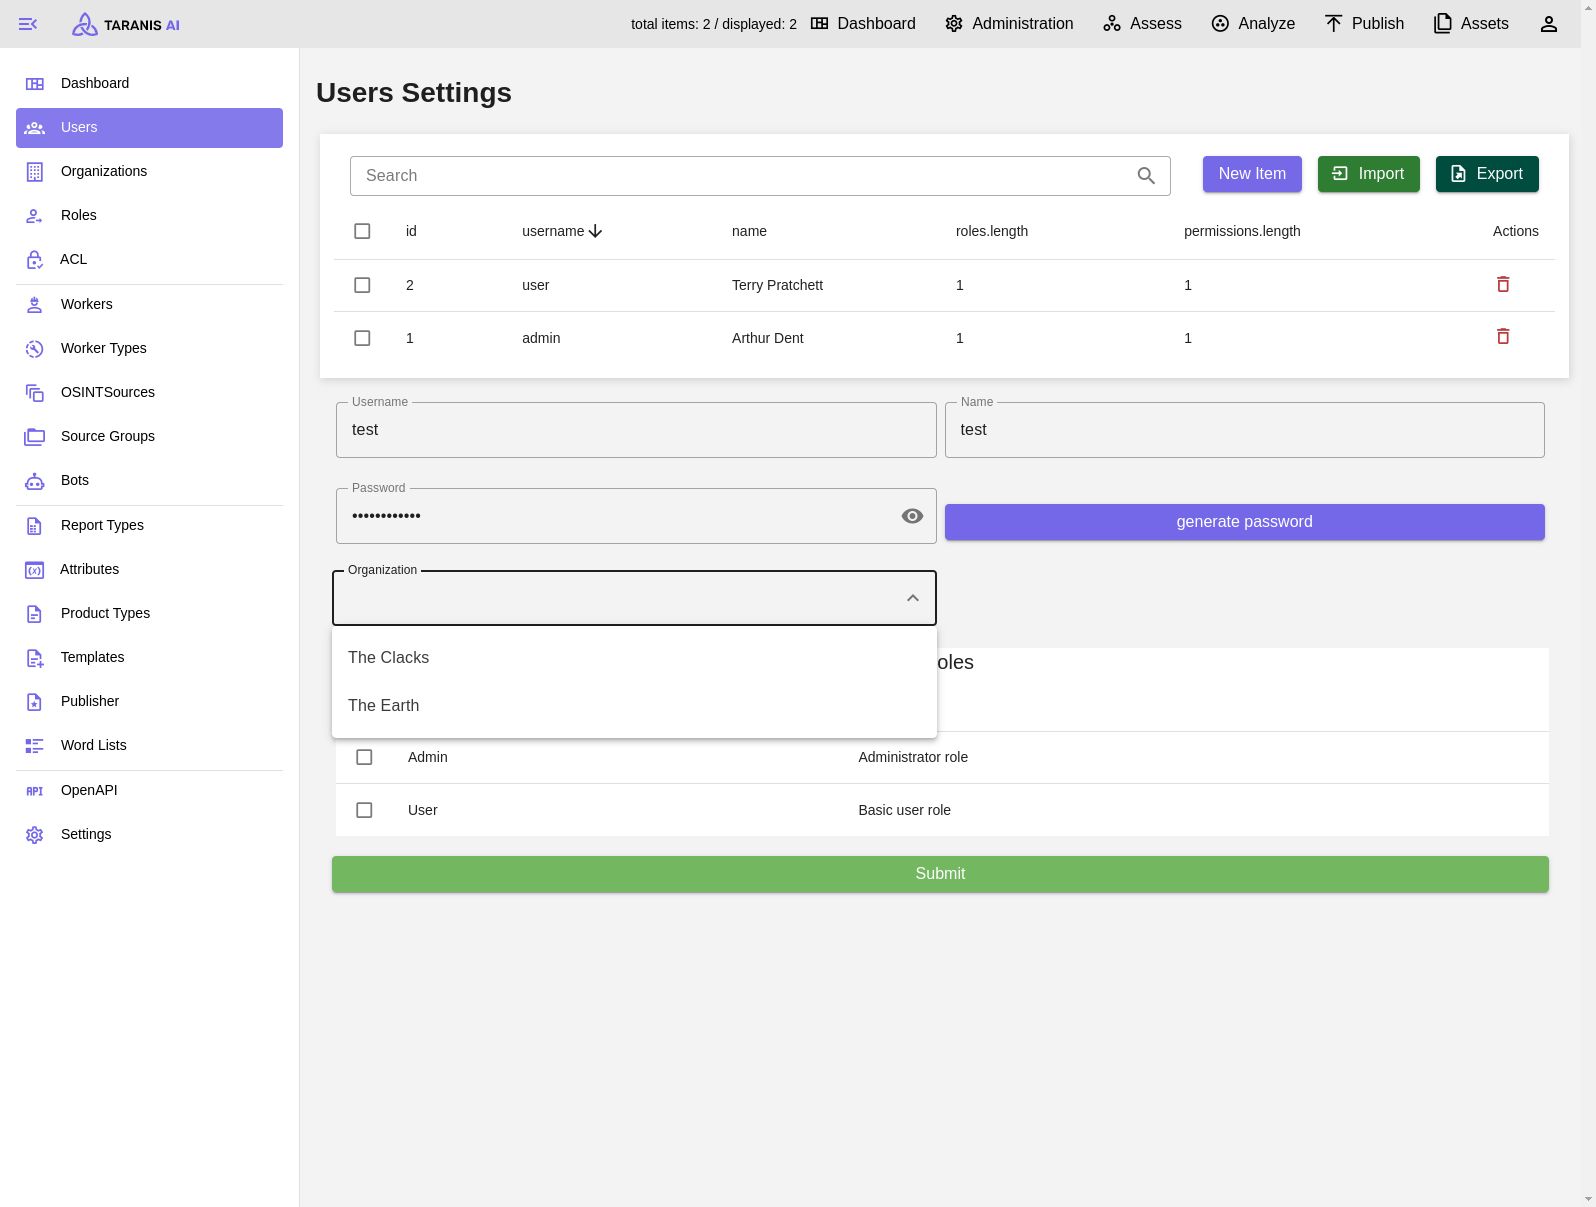 TARANIS AI
total items: 2 / displayed: 2
Dashboard
Administration
Assess
Analyze
Publish
Assets
Dashboard
Users
Organizations
Roles
ACL
Workers
Worker Types
OSINTSources
Source Groups
Bots
Report Types
Attributes
Product Types
Templates
Publisher
Word Lists
API OpenAPI
Settings
Users Settings
Search
New Item
Import
Export
id username name roles.length permissions.length Actions
2 user Terry Pratchett 1 1
1 admin Arthur Dent 1 1
Username
test
Name
test
Password
••••••••••••
generate password
Organization
The Clacks
The Earth
oles
Admin Administrator role
User Basic user role
Submit